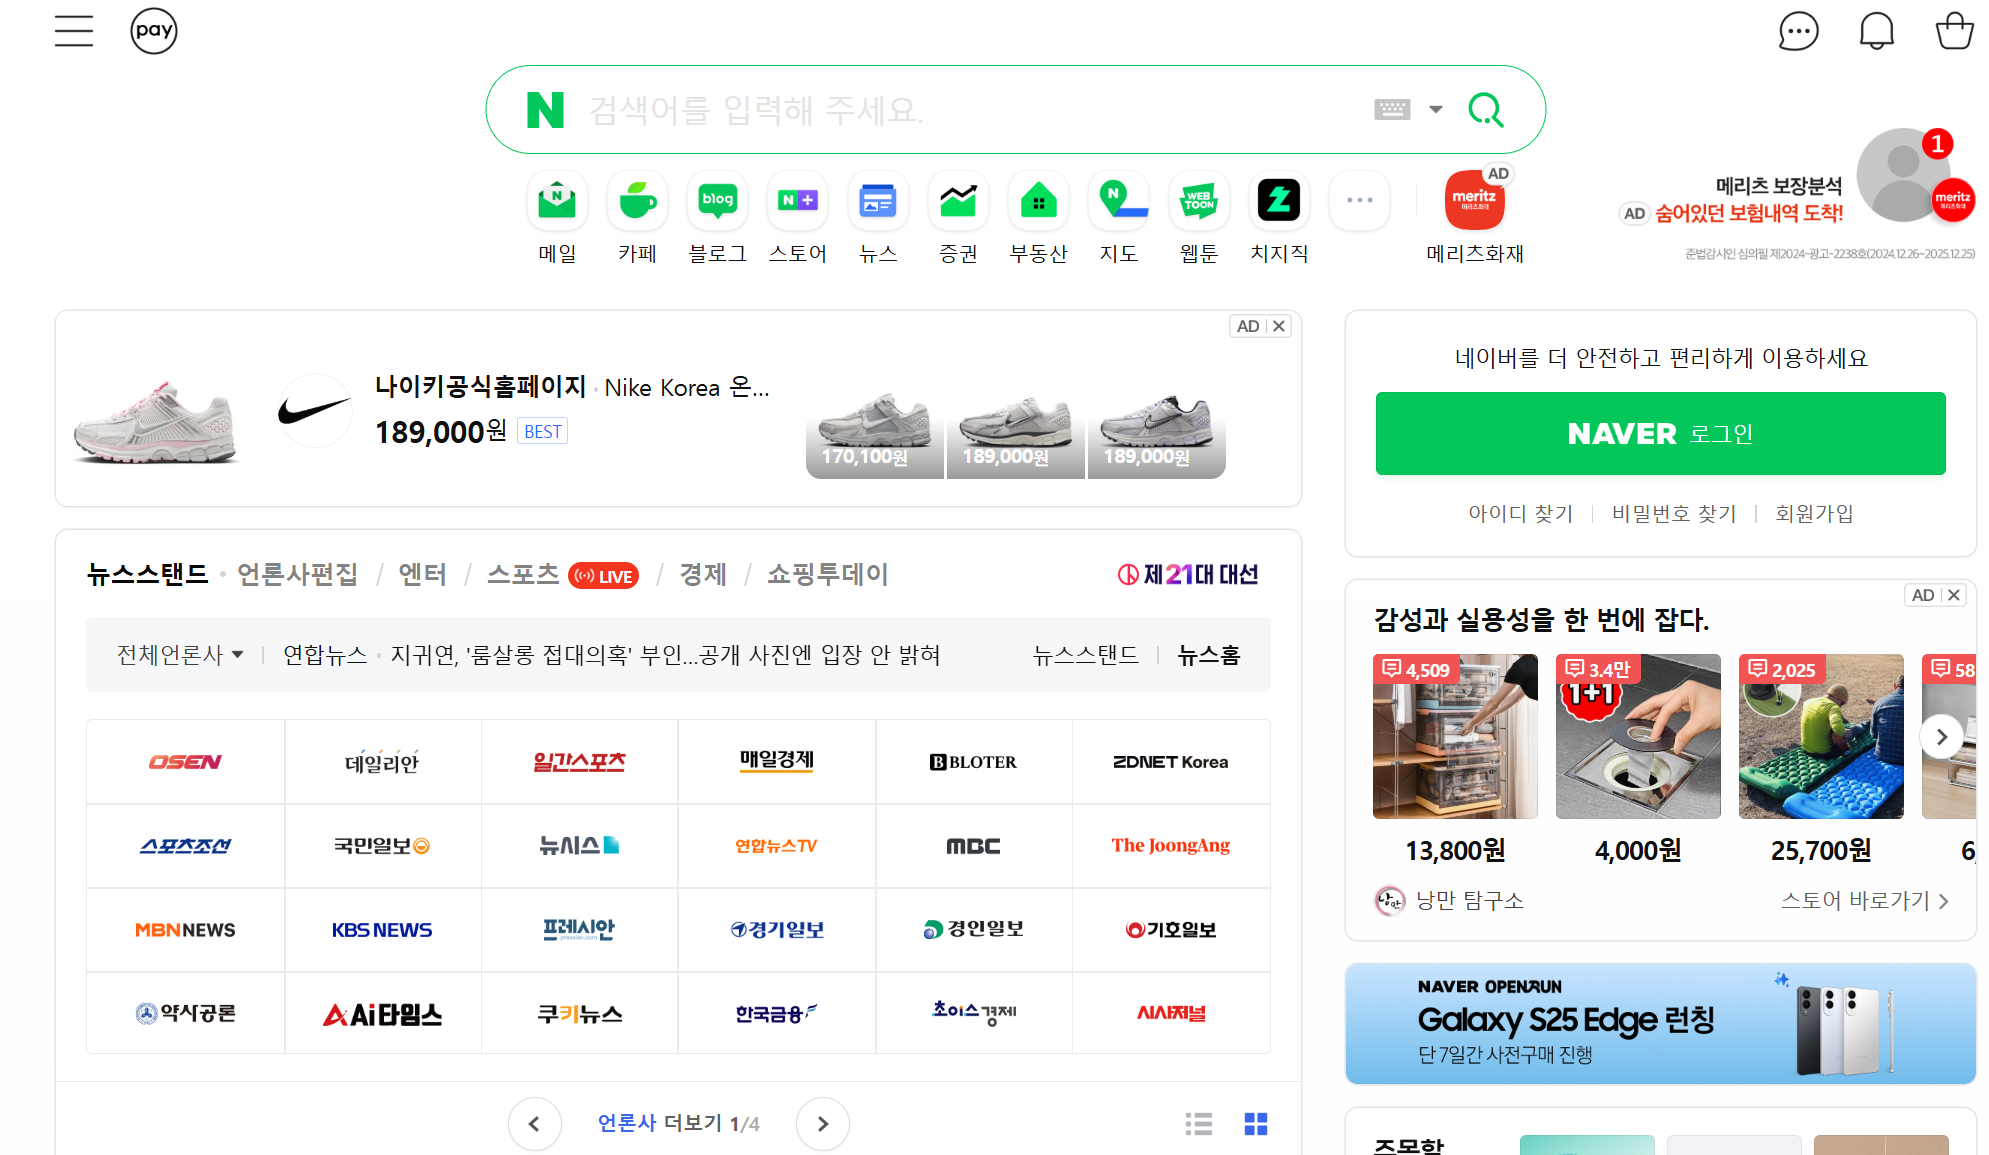 pay
N 검색어를 입력해 주세요.
메일
카페
blog
블로그
N +
스토어
뉴스
증권
부동산
N
지도
WEB TOON
웹툰
치지직
AD
meritz
메리츠화재
메리츠화재
메리츠 보장분석
AD 숨어있던 보험내역 도착!
1
meritz
메리츠화재
준법감시인 심의필 제2024-광고-2238호(2024.12.26~2025.12.25)
AD
나이키공식홈페이지 · Nike Korea 온...
189,000원 BEST
170,100원
189,000원
189,000원
네이버를 더 안전하고 편리하게 이용하세요
NAVER 로그인
아이디 찾기 | 비밀번호 찾기 | 회원가입
뉴스스탠드 · 언론사편집 / 엔터 / 스포츠 LIVE / 경제 / 쇼핑투데이
제21대 대선
전체언론사 | 연합뉴스 · 지귀연, '룸살롱 접대의혹' 부인...공개 사진엔 입장 안 밝혀
뉴스스탠드 | 뉴스홈
OSEN
데일리안
일간스포츠
매일경제
BLOTER
ZDNET Korea
스포츠조선
국민일보
뉴시스
연합뉴스TV
MBC
The JoongAng
MBN NEWS
KBS NEWS
프레시안
pressian.com
경기일보
경인일보
기호일보
약사공론
Ai타임스
쿠키뉴스
한국금융
초이스경제
시사저널
언론사 더보기 1/4
AD
감성과 실용성을 한 번에 잡다.
4,509
3.4만
1+1
2,025
58
13,800원
4,000원
25,700원
6,
낭만 탐구소
스토어 바로가기
NAVER OPENRUN
Galaxy S25 Edge 런칭
단 7일간 사전구매 진행
주목할